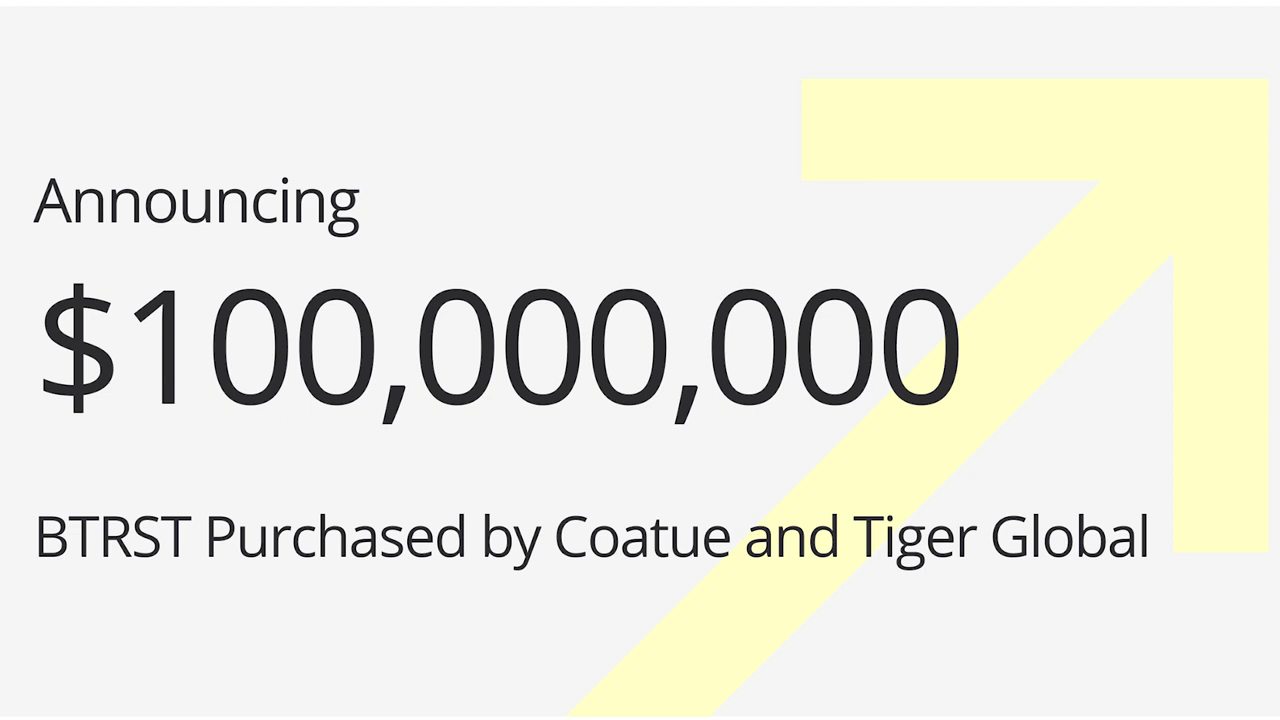 Announcing
$100,000,000
BTRST Purchased by Coatue and Tiger Global